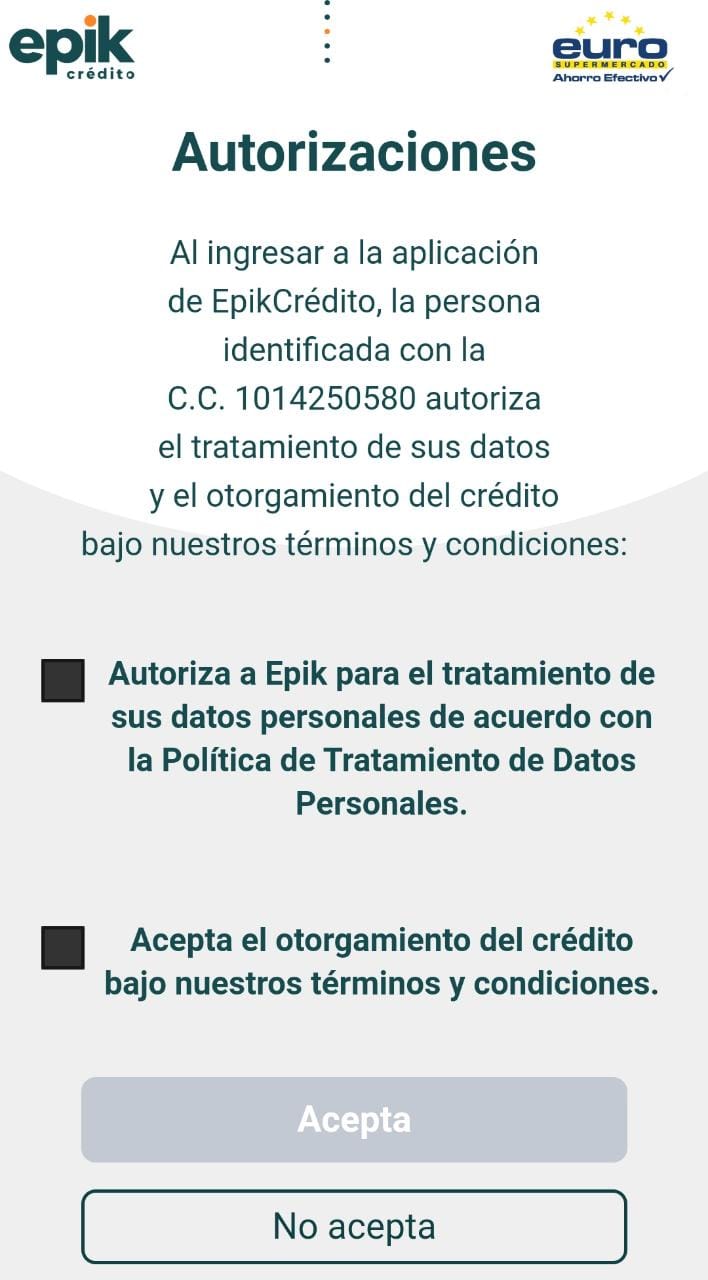 epik
crédito
euro
SUPERMERCADO
Ahorro Efectivo
Autorizaciones
Al ingresar a la aplicación
de EpikCrédito, la persona
identificada con la
C.C. 1014250580 autoriza
el tratamiento de sus datos
y el otorgamiento del crédito
bajo nuestros términos y condiciones:
Autoriza a Epik para el tratamiento de
sus datos personales de acuerdo con
la Política de Tratamiento de Datos
Personales.
Acepta el otorgamiento del crédito
bajo nuestros términos y condiciones.
Acepta
No acepta